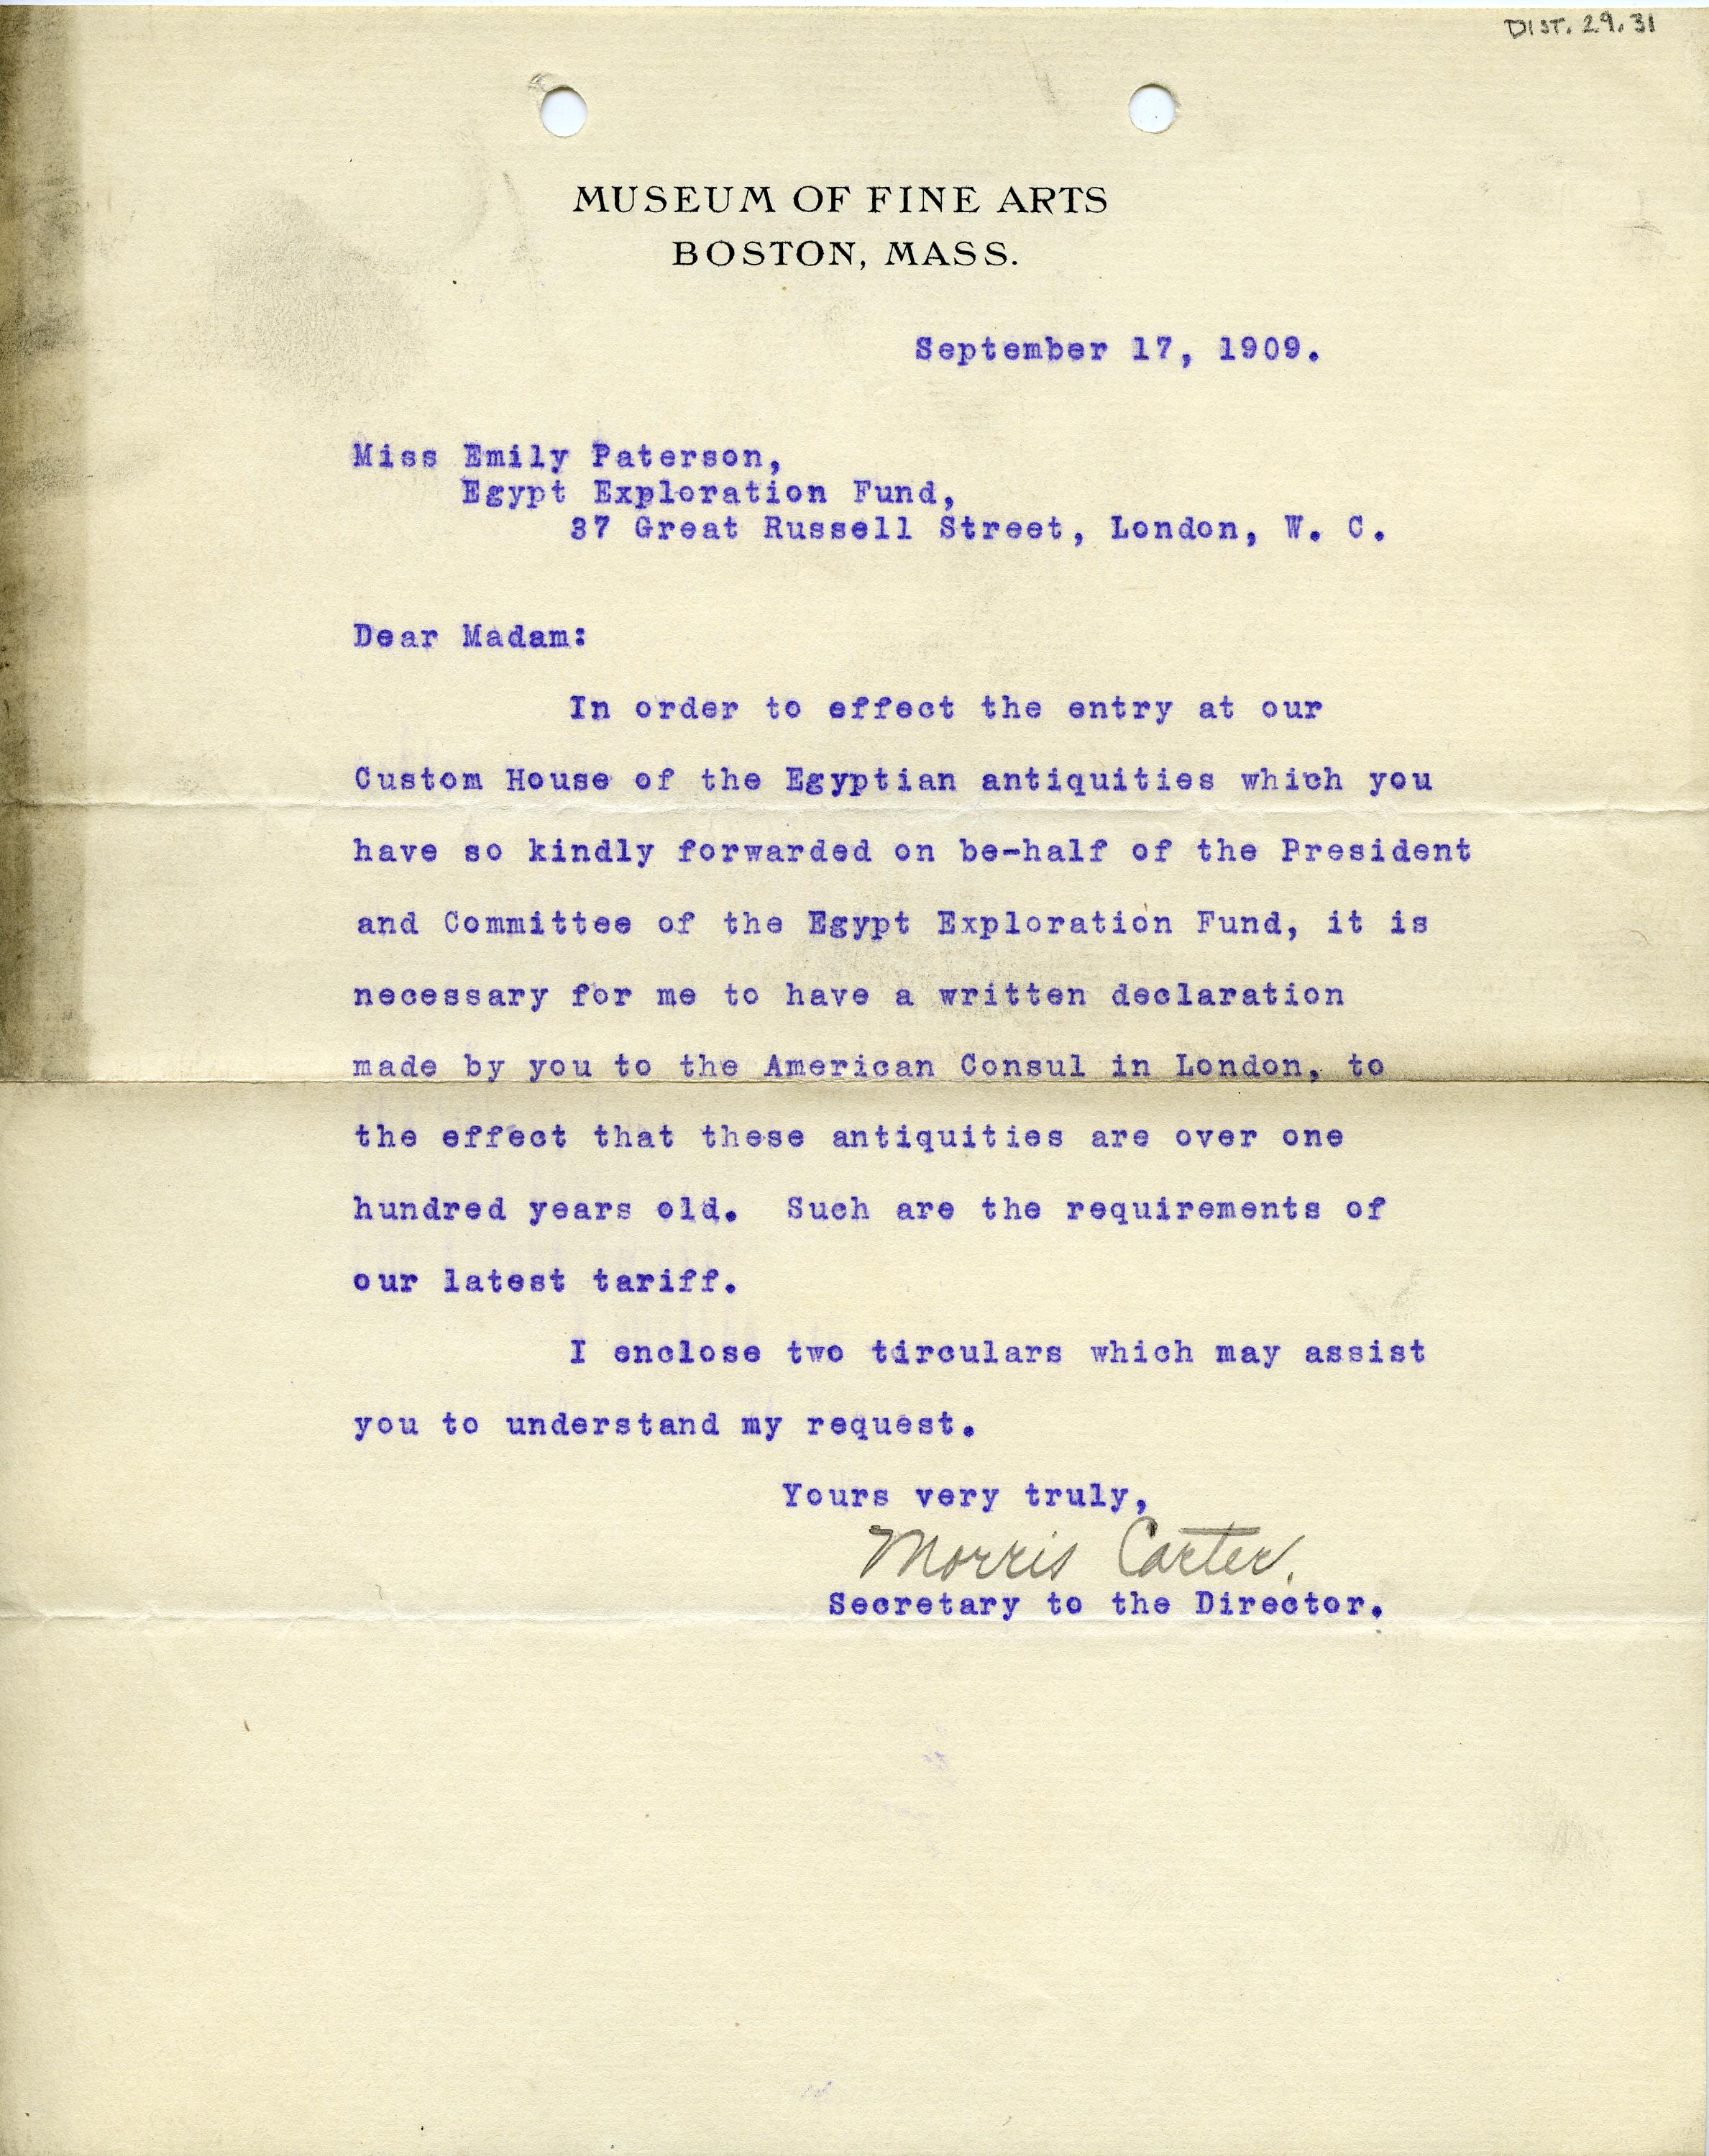 DIST. 29.31
MUSEUM OF FINE ARTS
BOSTON, MASS.
September 17, 1909.
Miss Emily Paterson,
Egypt Exploration Fund,
37 Great Russell Street, London, W. C.
Dear Madam:
In order to effect the entry at our
Custom House of the Egyptian antiquities which you
have so kindly forwarded on be-half of the President
and Committee of the Egypt Exploration Fund, it is
necessary for me to have a written declaration
made by you to the American Consul in London, to
the effect that these antiquities are over one
hundred years old. Such are the requirements of
our latest tariff.
I enclose two tirculars which may assist
you to understand my request.
Yours very truly,
Morris Carter.
Secretary to the Director.